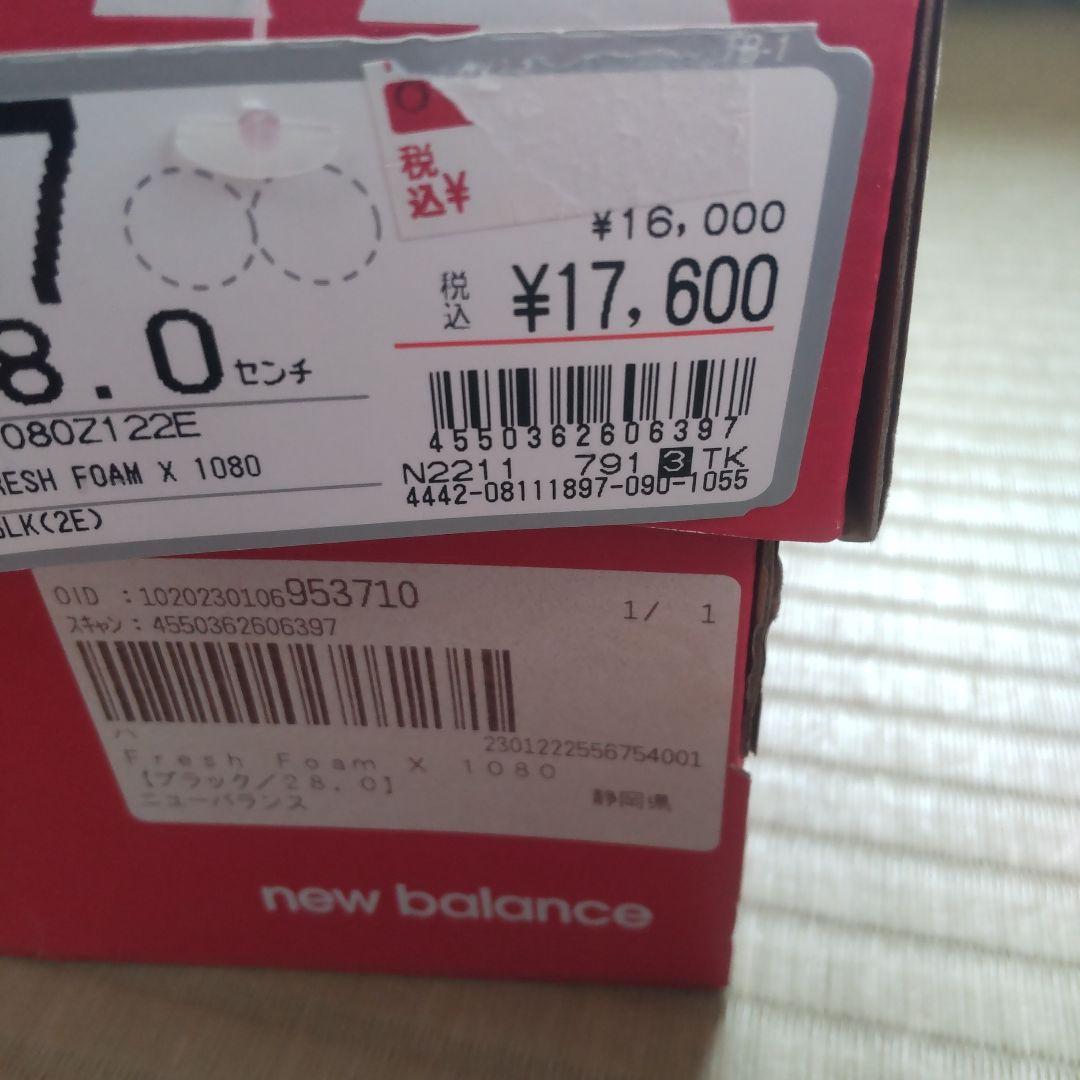 TB-1
7
税
込¥
¥16,000
税
込
¥17,600
8.0センチ
080Z122E
RESH FOAM X 1080
BLK(2E)
4550362606397
N2211 791 3 TK
4442-08111897-090-1055
OID :1020230106953710
1/ 1
スキャン:4550362606397
ハ
2301222556754001
Fresh Foam X 1080
【ブラック/28.0】
静岡県
ニューバランス
new balance